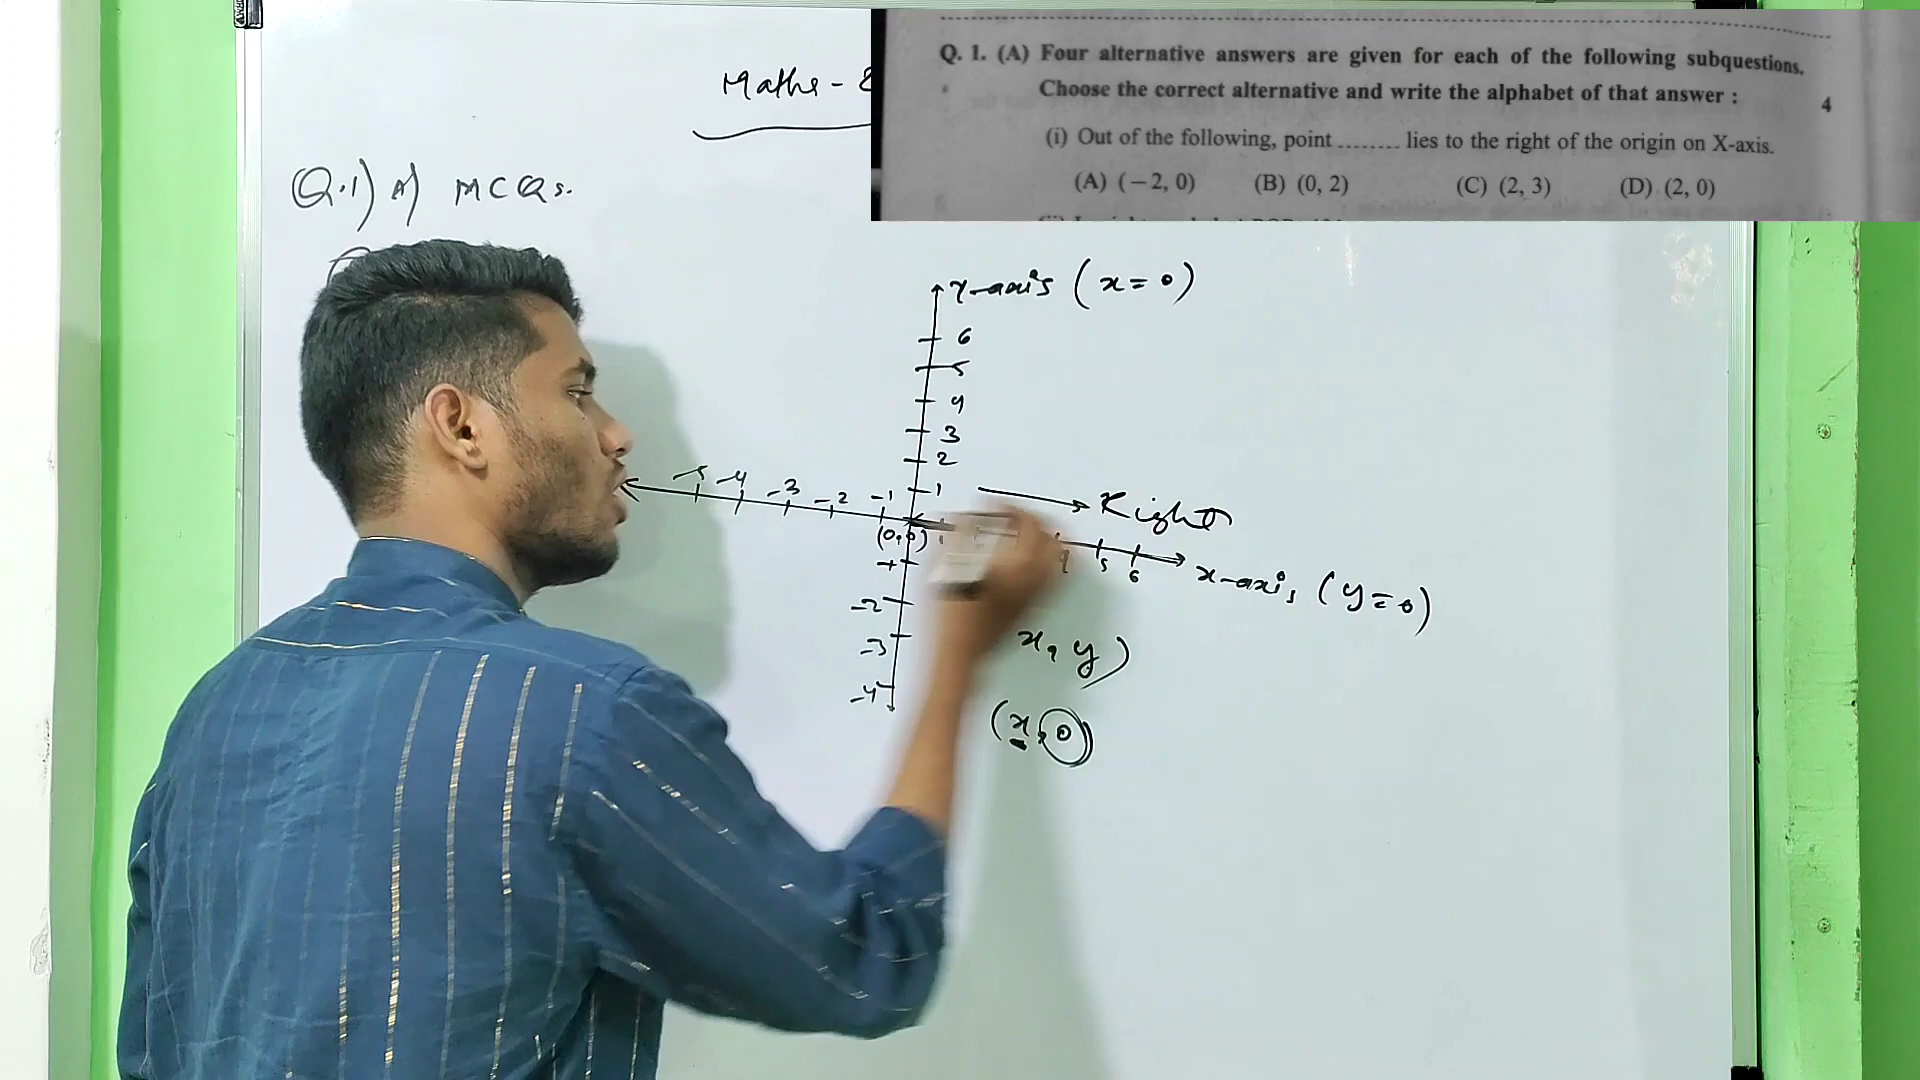 Q. 1. (A) Four alternative answers are given for each of the following subquestions.
Choose the correct alternative and write the alphabet of that answer :
4
(i) Out of the following, point ........ lies to the right of the origin on X-axis.
(A) (−2, 0) (B) (0, 2) (C) (2, 3) (D) (2, 0)
Maths -
Q.1) A) MCQs.
Y-axis (x = 0)
6
5
4
3
2
1
-5 -4 -3 -2 -1
Right
(0,0)
4 5 6
x-axis (y = 0)
-1
-2
-3
-4
x, y)
(x, 0)